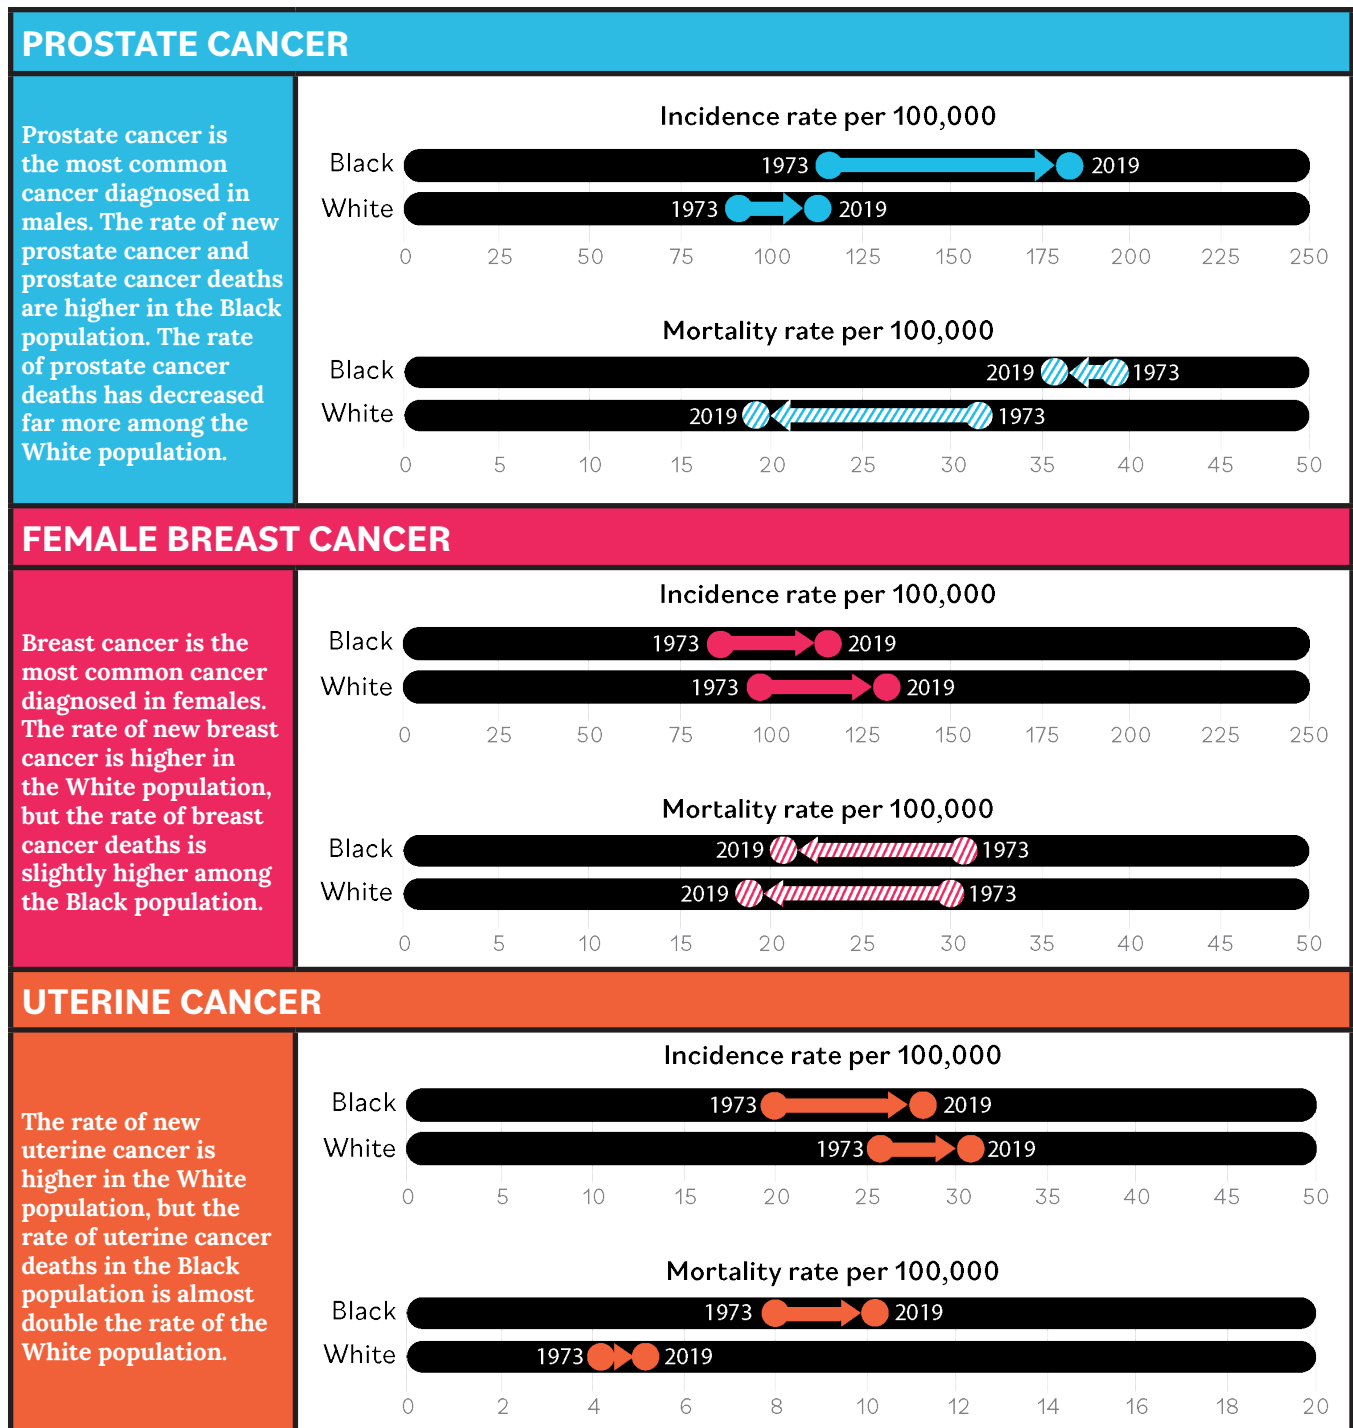 PROSTATE CANCER
Prostate cancer is
the most common
cancer diagnosed in
males. The rate of new
prostate cancer and
prostate cancer deaths
are higher in the Black
population. The rate
of prostate cancer
deaths has decreased
far more among the
White population.
Incidence rate per 100,000
Black 1973 2019
White 1973 2019
0 25 50 75 100 125 150 175 200 225 250
Mortality rate per 100,000
Black 2019 1973
White 2019 1973
0 5 10 15 20 25 30 35 40 45 50
FEMALE BREAST CANCER
Breast cancer is the
most common cancer
diagnosed in females.
The rate of new breast
cancer is higher in
the White population,
but the rate of breast
cancer deaths is
slightly higher among
the Black population.
Incidence rate per 100,000
Black 1973 2019
White 1973 2019
0 25 50 75 100 125 150 175 200 225 250
Mortality rate per 100,000
Black 2019 1973
White 2019 1973
0 5 10 15 20 25 30 35 40 45 50
UTERINE CANCER
The rate of new
uterine cancer is
higher in the White
population, but the
rate of uterine cancer
deaths in the Black
population is almost
double the rate of the
White population.
Incidence rate per 100,000
Black 1973 2019
White 1973 2019
0 5 10 15 20 25 30 35 40 45 50
Mortality rate per 100,000
Black 1973 2019
White 1973 2019
0 2 4 6 8 10 12 14 16 18 20